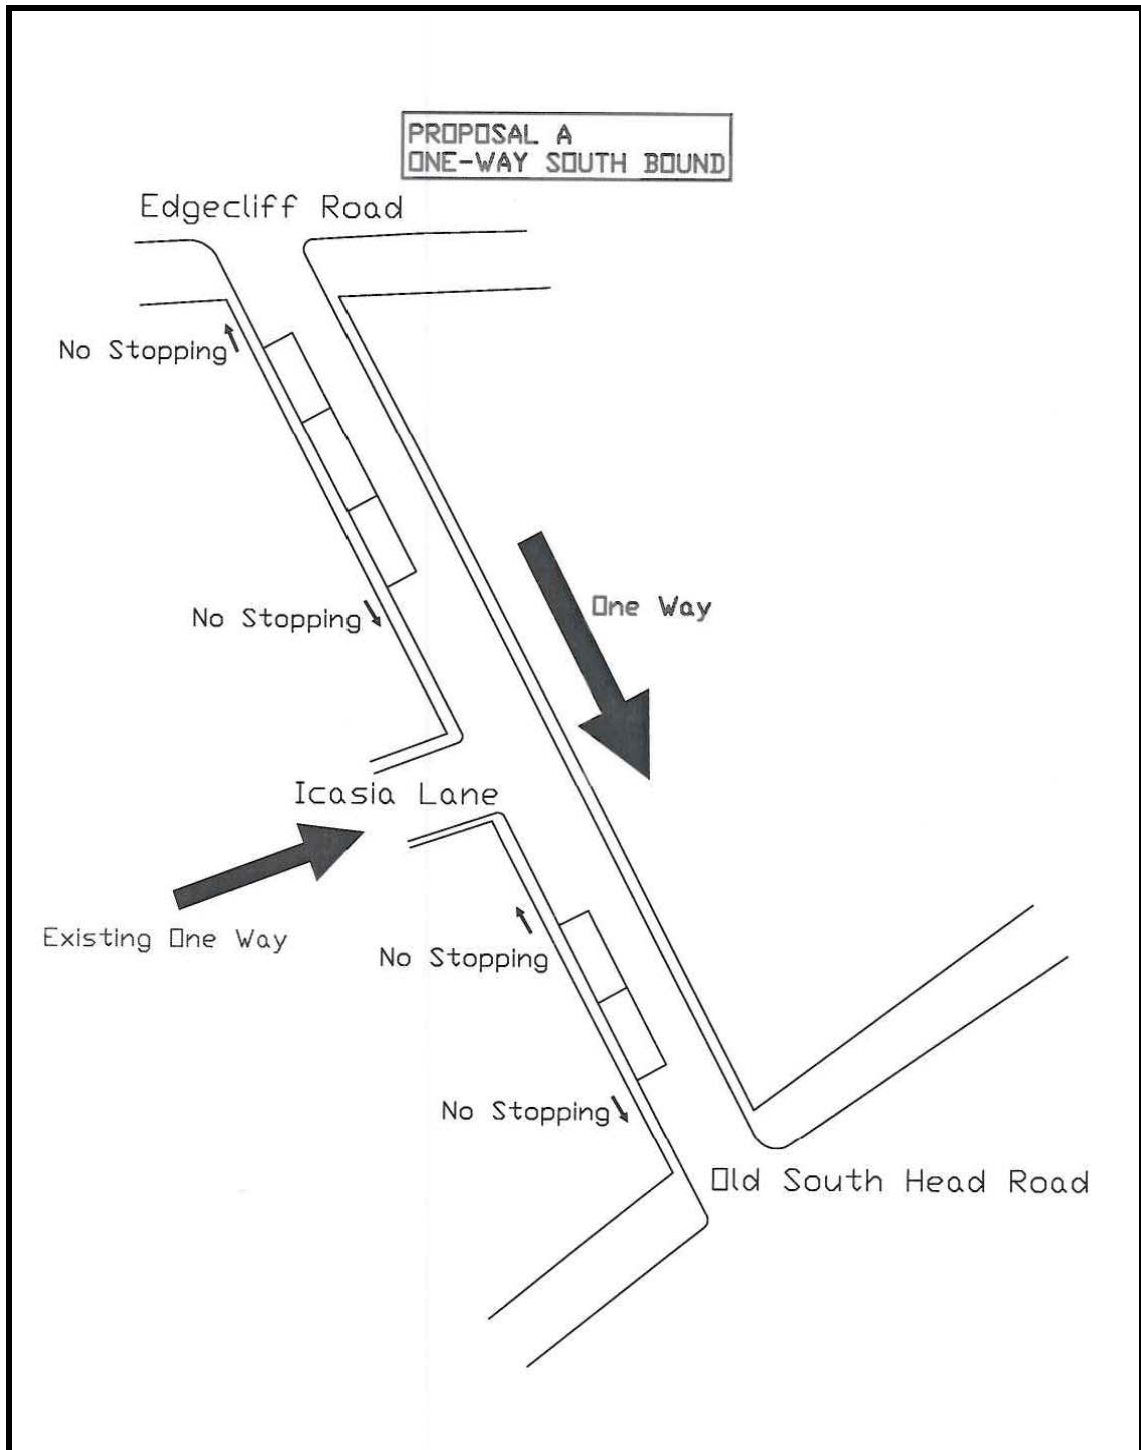 PROPOSAL A
ONE-WAY SOUTH BOUND
Edgecliff Road
No Stopping
One Way
No Stopping
Icasia Lane
Existing One Way
No Stopping
No Stopping
Old South Head Road